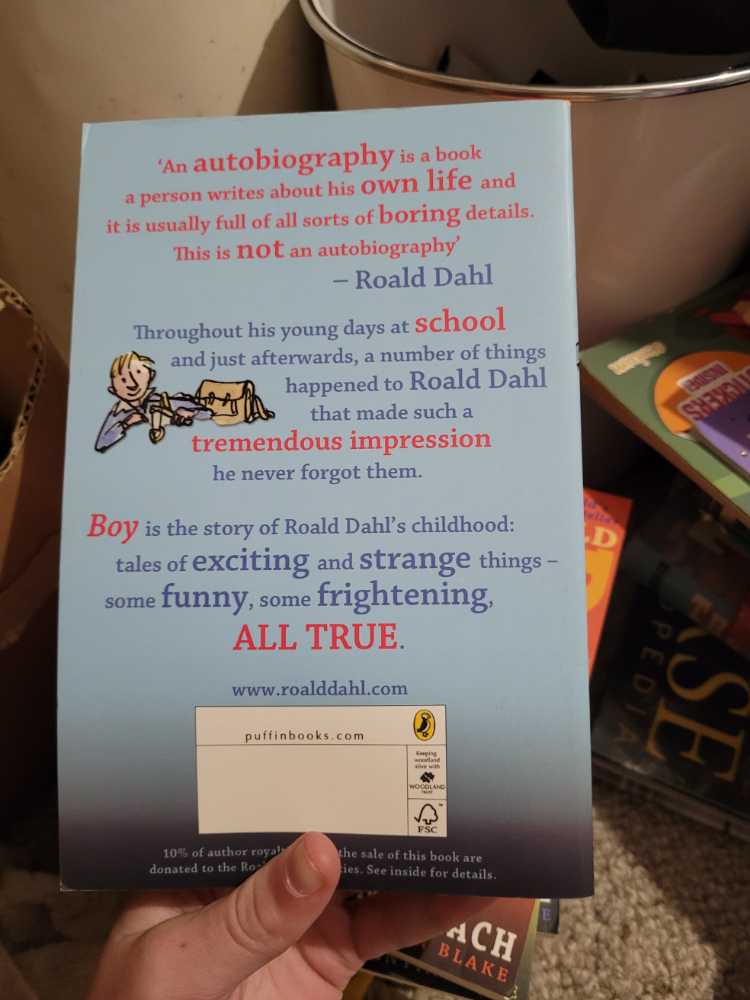 ‘An autobiography is a book
a person writes about his own life and
it is usually full of all sorts of boring details.
This is not an autobiography’
– Roald Dahl
Throughout his young days at school
and just afterwards, a number of things
happened to Roald Dahl
that made such a
tremendous impression
he never forgot them.
Boy is the story of Roald Dahl’s childhood:
tales of exciting and strange things –
some funny, some frightening,
ALL TRUE.
www.roalddahl.com
puffinbooks.com
Keeping
woodland
alive with
WOODLAND
TRUST
FSC
™
10% of author the sale of this book are
donated to the See inside for details.
STICKERS
INSIDE!
BLAKE